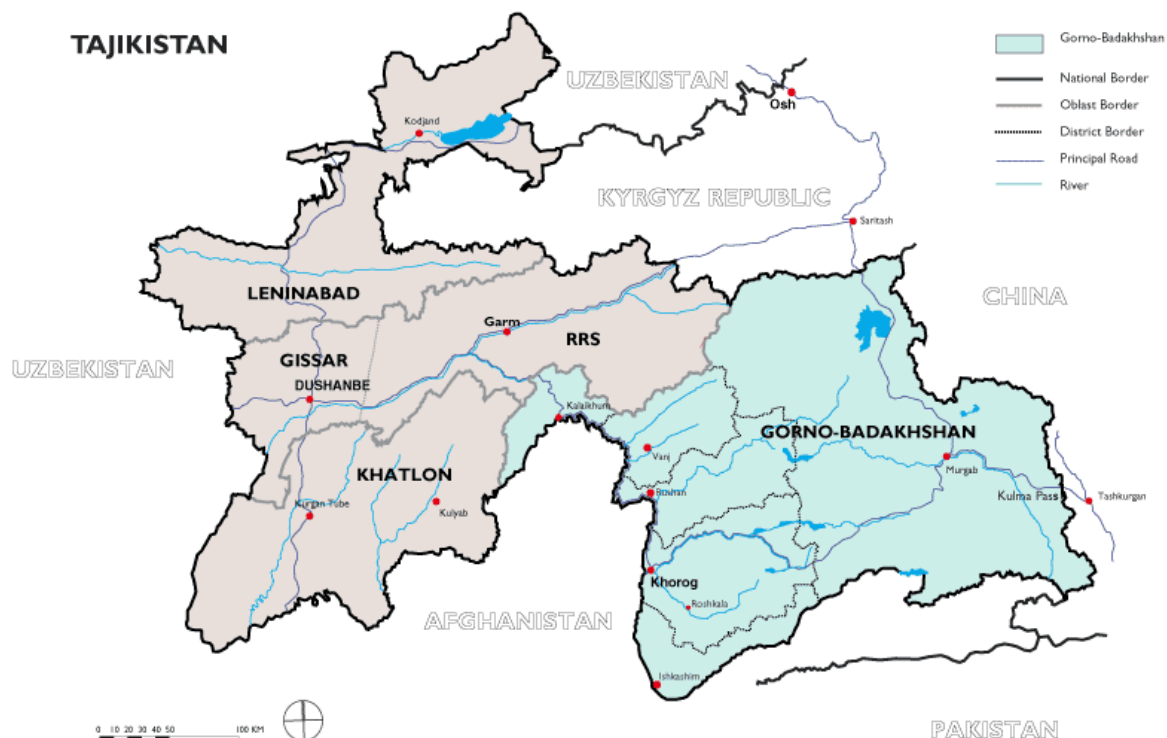 TAJIKISTAN
UZBEKISTAN
Osh
Kodjand
KYRGYZ REPUBLIC
Saritash
Gorno-Badakhshan
National Border
Oblast Border
District Border
Principal Road
River
LENINABAD
CHINA
Garm
RRS
UZBEKISTAN
GISSAR
DUSHANBE
Kalaikhum
GORNO-BADAKHSHAN
Vanj
Murgab
KHATLON
Rushan
Kulma Pass
Tashkurgan
Kurgan Tube
Kulyab
Khorog
Roshkala
AFGHANISTAN
Ishkashim
PAKISTAN
0 10 20 30 40 50 100 KM